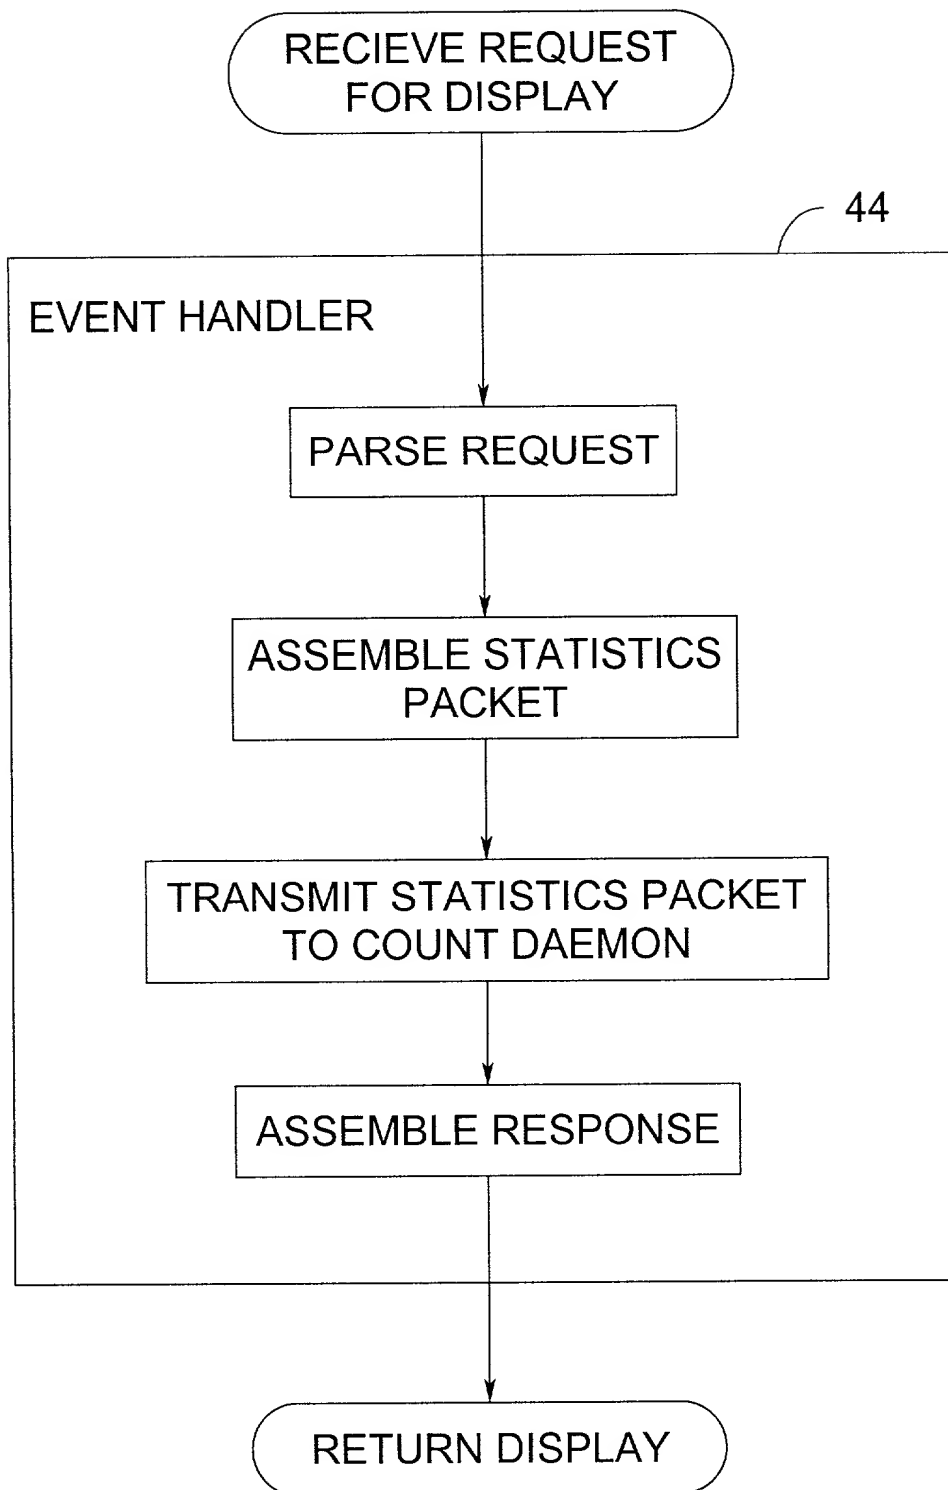 RECIEVE REQUEST
FOR DISPLAY
44
EVENT HANDLER
PARSE REQUEST
ASSEMBLE STATISTICS
PACKET
TRANSMIT STATISTICS PACKET
TO COUNT DAEMON
ASSEMBLE RESPONSE
RETURN DISPLAY